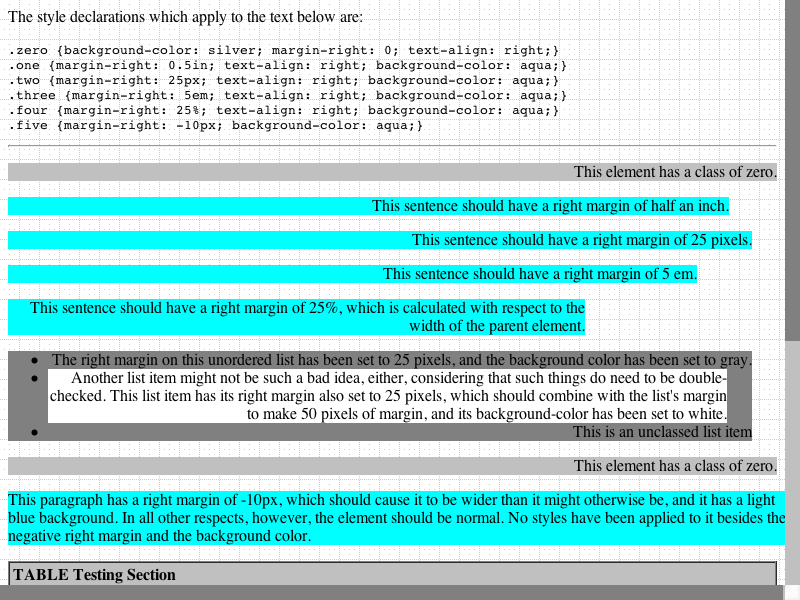 The style declarations which apply to the text below are:
.zero {background-color: silver; margin-right: 0; text-align: right;}
.one {margin-right: 0.5in; text-align: right; background-color: aqua;}
.two {margin-right: 25px; text-align: right; background-color: aqua;}
.three {margin-right: 5em; text-align: right; background-color: aqua;}
.four {margin-right: 25%; text-align: right; background-color: aqua;}
.five {margin-right: -10px; background-color: aqua;}
This element has a class of zero.
This sentence should have a right margin of half an inch.
This sentence should have a right margin of 25 pixels.
This sentence should have a right margin of 5 em.
This sentence should have a right margin of 25%, which is calculated with respect to the
width of the parent element.
• The right margin on this unordered list has been set to 25 pixels, and the background color has been set to gray.
• Another list item might not be such a bad idea, either, considering that such things do need to be double-
checked. This list item has its right margin also set to 25 pixels, which should combine with the list's margin
to make 50 pixels of margin, and its background-color has been set to white.
• This is an unclassed list item
This element has a class of zero.
This paragraph has a right margin of -10px, which should cause it to be wider than it might otherwise be, and it has a light
blue background. In all other respects, however, the element should be normal. No styles have been applied to it besides the
negative right margin and the background color.
TABLE Testing Section